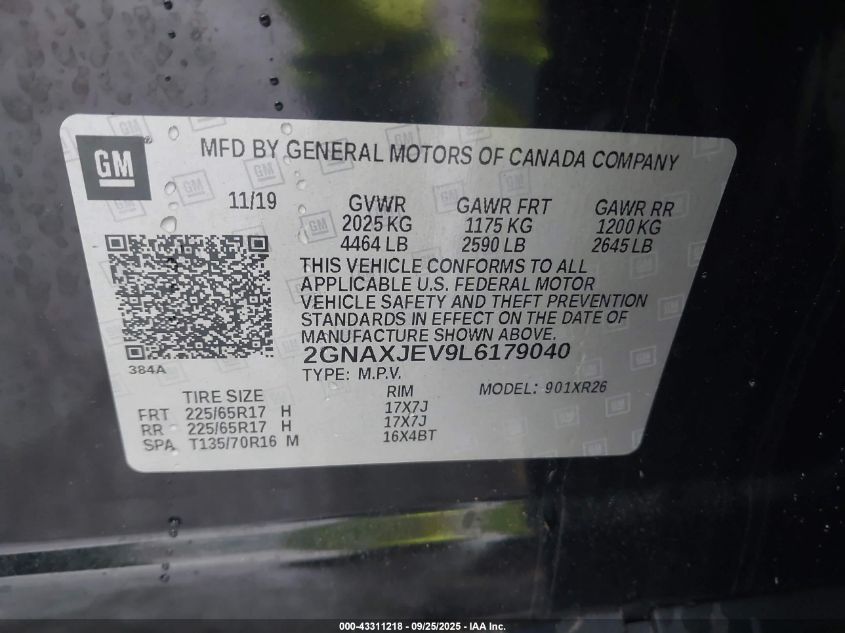 GM
MFD BY GENERAL MOTORS OF CANADA COMPANY
11/19 GVWR GAWR FRT GAWR RR
2025 KG 1175 KG 1200 KG
4464 LB 2590 LB 2645 LB
THIS VEHICLE CONFORMS TO ALL
APPLICABLE U.S. FEDERAL MOTOR
VEHICLE SAFETY AND THEFT PREVENTION
STANDARDS IN EFFECT ON THE DATE OF
MANUFACTURE SHOWN ABOVE.
2GNAXJEV9L6179040
384A
TYPE: M.P.V.
TIRE SIZE RIM MODEL: 901XR26
FRT 225/65R17 H 17X7J
RR 225/65R17 H 17X7J
SPA T135/70R16 M 16X4BT
000-43311218 - 09/25/2025 - IAA Inc.